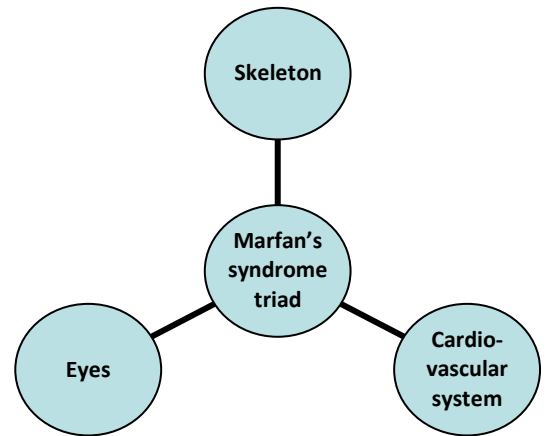 Skeleton
Marfan’s
syndrome
triad
Eyes
Cardio-
vascular
system